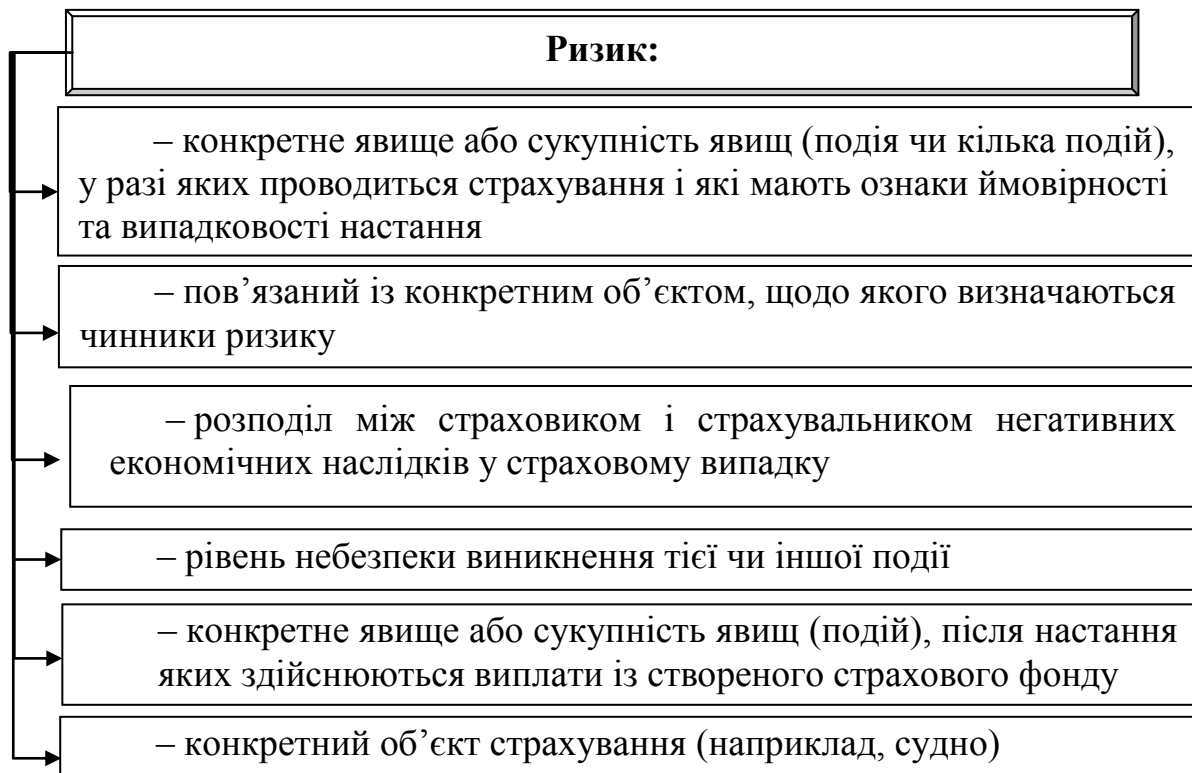 Ризик:
– конкретне явище або сукупність явищ (подія чи кілька подій),
у разі яких проводиться страхування і які мають ознаки ймовірності
та випадковості настання
– пов’язаний із конкретним об’єктом, щодо якого визначаються
чинники ризику
– розподіл між страховиком і страхувальником негативних
економічних наслідків у страховому випадку
– рівень небезпеки виникнення тієї чи іншої події
– конкретне явище або сукупність явищ (подій), після настання
яких здійснюються виплати із створеного страхового фонду
– конкретний об’єкт страхування (наприклад, судно)